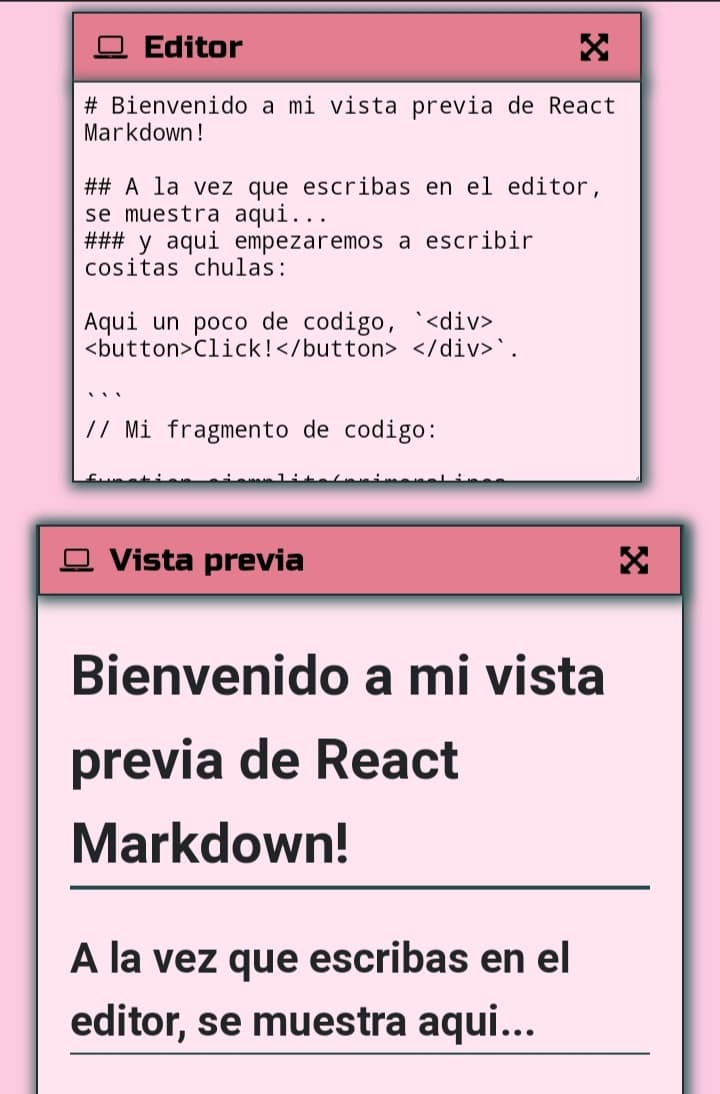 Editor
# Bienvenido a mi vista previa de React
Markdown!
## A la vez que escribas en el editor,
se muestra aqui...
### y aqui empezaremos a escribir
cositas chulas:
Aqui un poco de codigo, `<div>
<button>Click!</button> </div>`.
```
// Mi fragmento de codigo:
Vista previa
Bienvenido a mi vista
previa de React
Markdown!
A la vez que escribas en el
editor, se muestra aqui...